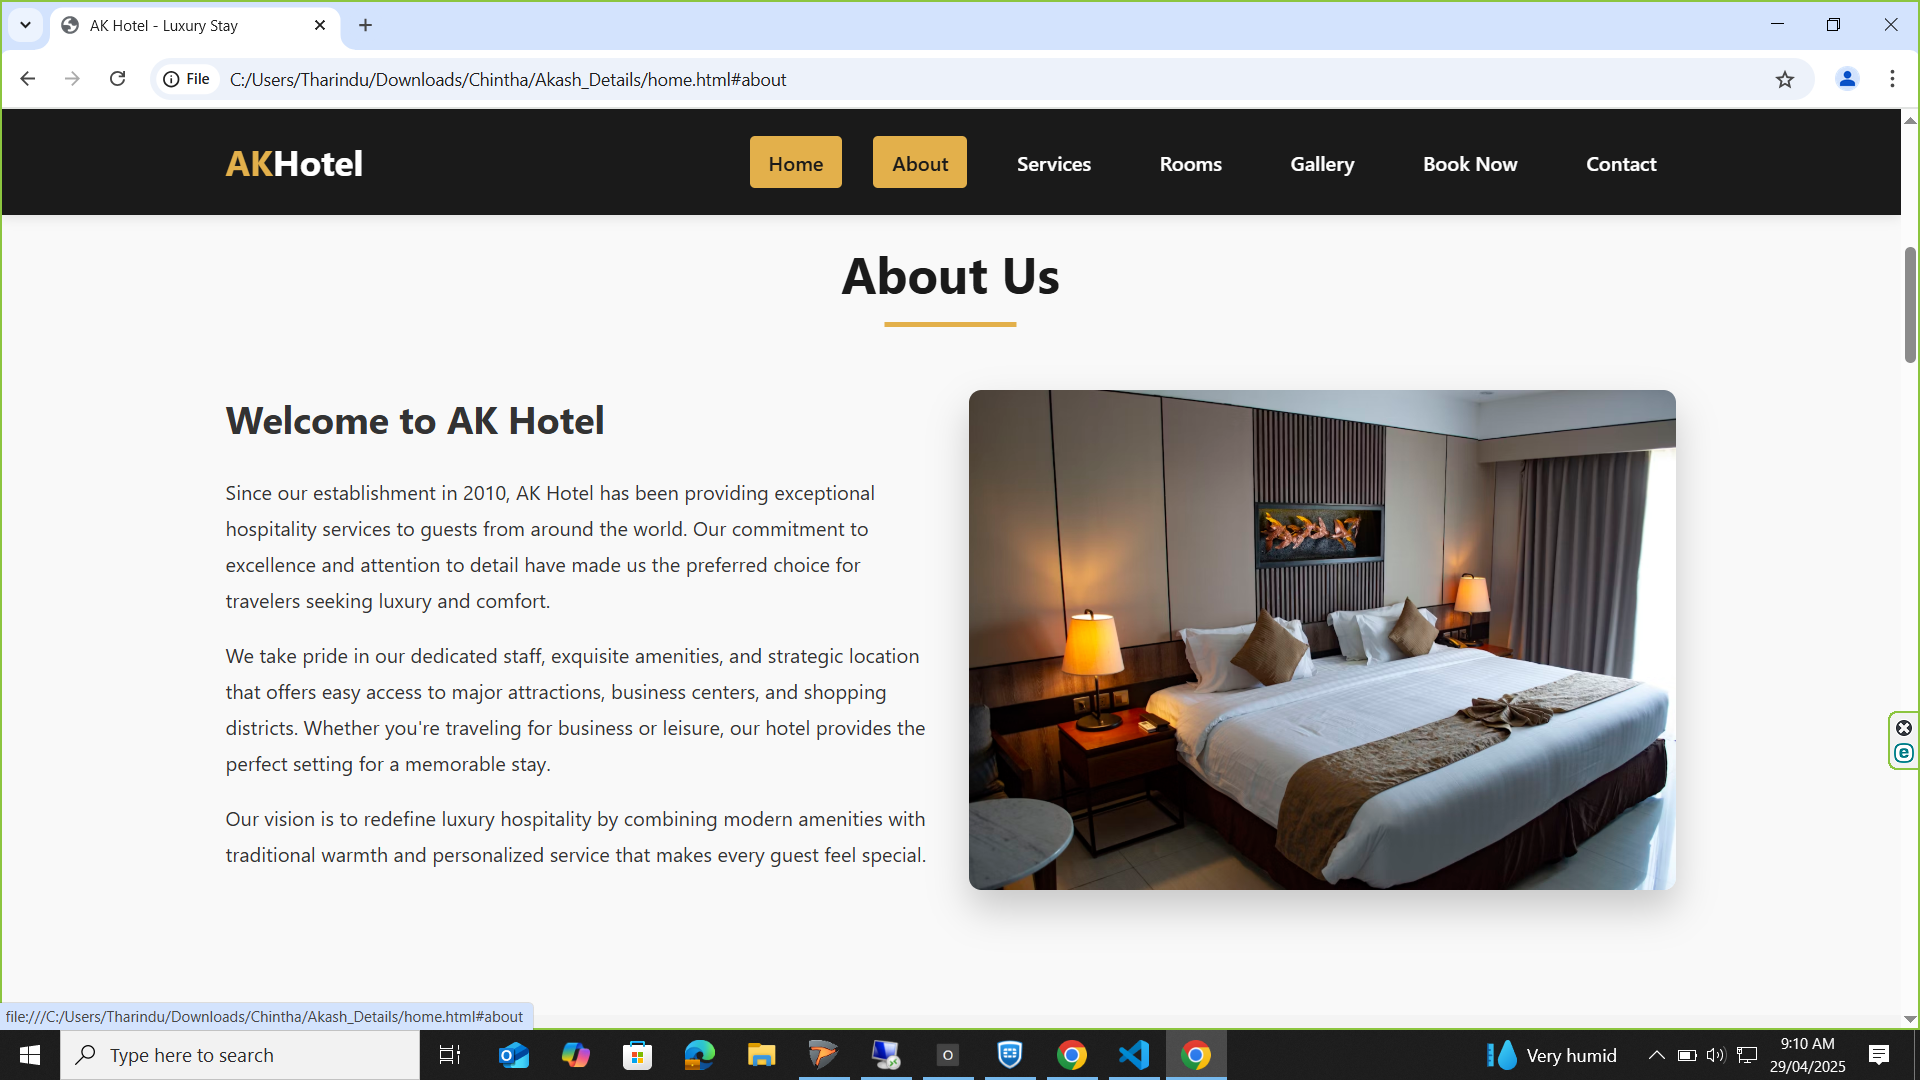 AK Hotel - Luxury Stay
File
C:/Users/Tharindu/Downloads/Chintha/Akash_Details/home.html#about
AKHotel
Home
About
Services
Rooms
Gallery
Book Now
Contact
About Us
Welcome to AK Hotel
Since our establishment in 2010, AK Hotel has been providing exceptional
hospitality services to guests from around the world. Our commitment to
excellence and attention to detail have made us the preferred choice for
travelers seeking luxury and comfort.
We take pride in our dedicated staff, exquisite amenities, and strategic location
that offers easy access to major attractions, business centers, and shopping
districts. Whether you're traveling for business or leisure, our hotel provides the
perfect setting for a memorable stay.
Our vision is to redefine luxury hospitality by combining modern amenities with
traditional warmth and personalized service that makes every guest feel special.
file:///C:/Users/Tharindu/Downloads/Chintha/Akash_Details/home.html#about
Type here to search
Very humid
9:10 AM
29/04/2025